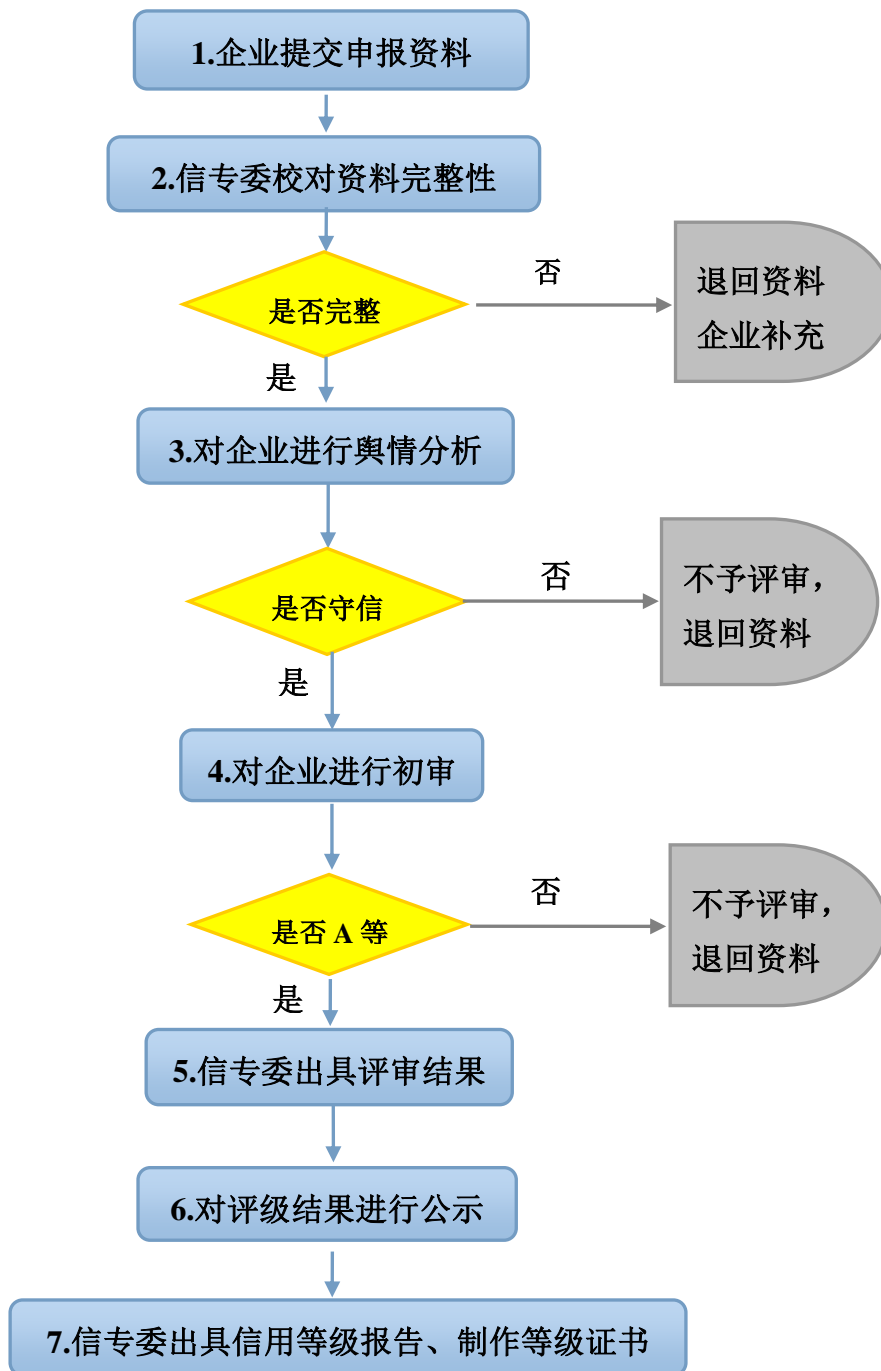 1.企业提交申报资料
2.信专委校对资料完整性
是否完整
否
退回资料
企业补充
是
3.对企业进行舆情分析
是否守信
否
不予评审，
退回资料
是
4.对企业进行初审
是否 A 等
否
不予评审，
退回资料
是
5.信专委出具评审结果
6.对评级结果进行公示
7.信专委出具信用等级报告、制作等级证书